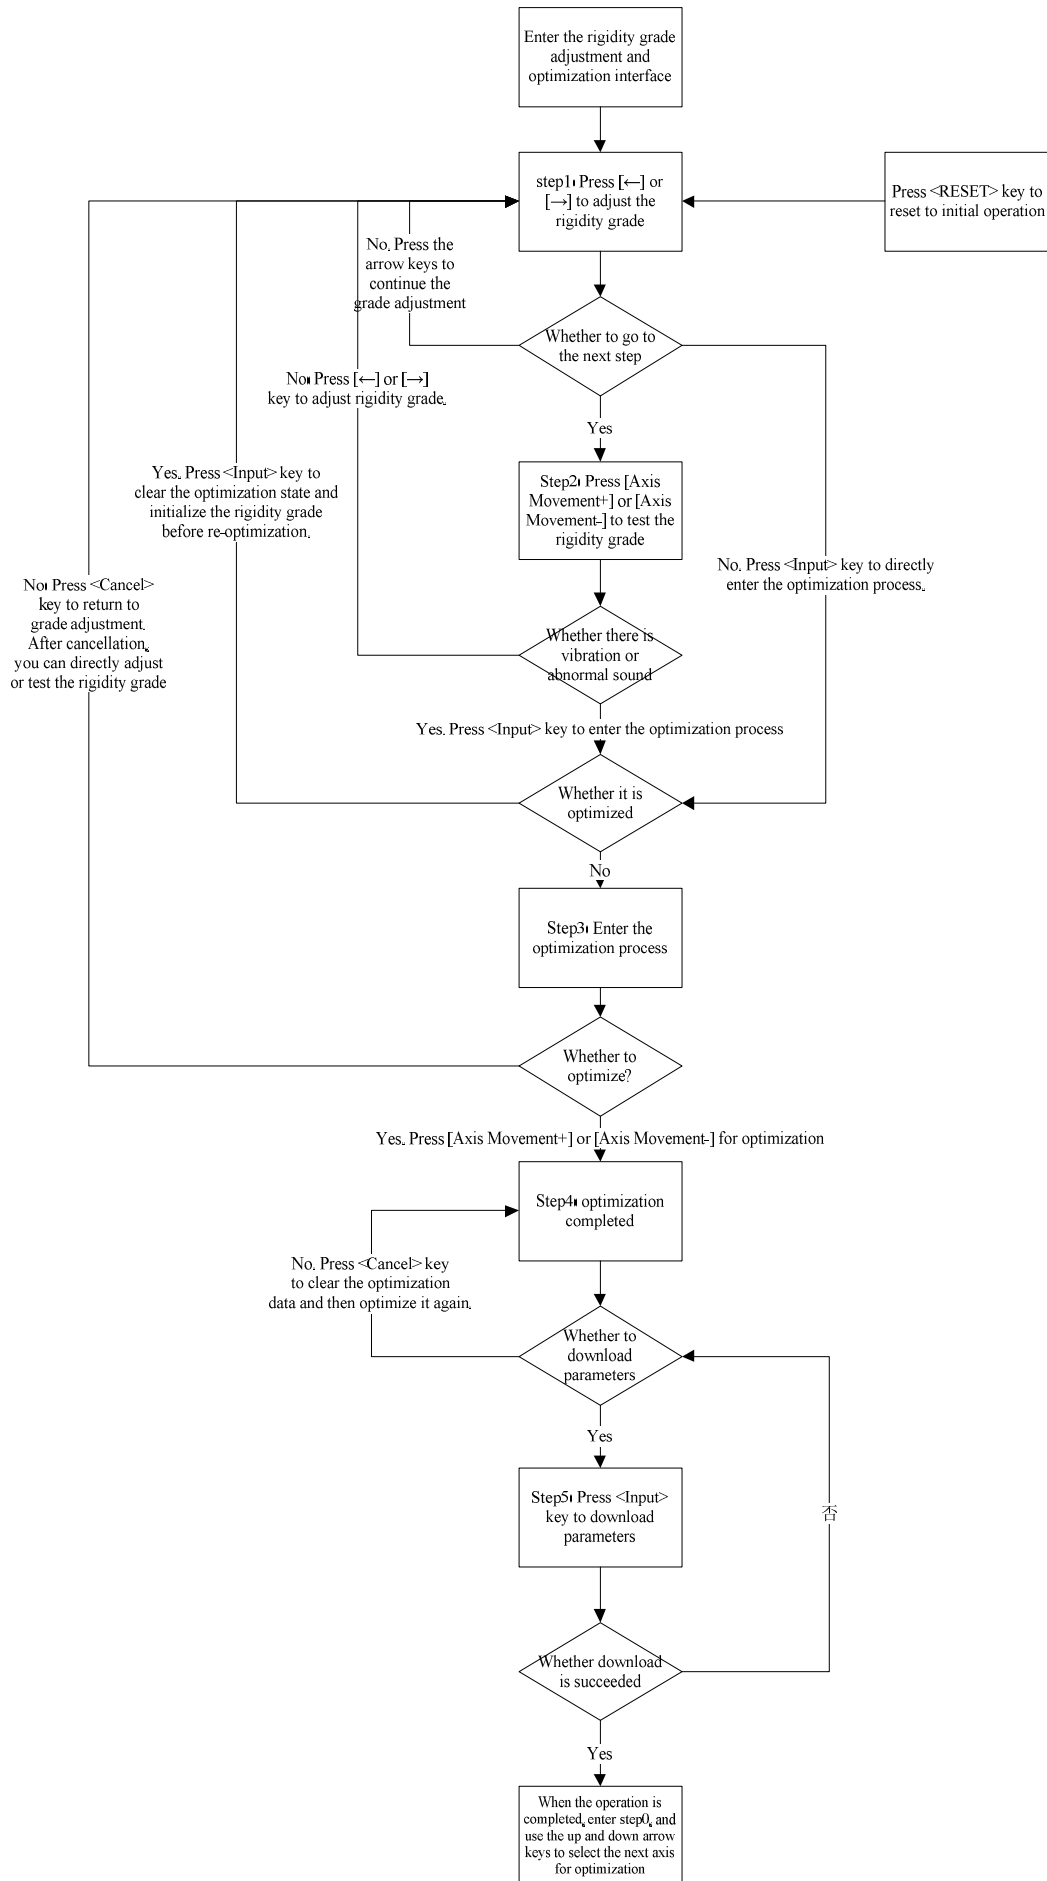 Enter the rigidity grade
adjustment and
optimization interface
step1: Press [←] or
[→] to adjust the
rigidity grade
Press <RESET> key to
reset to initial operation
No. Press the
arrow keys to
continue the
grade adjustment
Whether to go to
the next step
No: Press [←] or [→]
key to adjust rigidity grade.
Yes
Yes. Press <Input> key to
clear the optimization state and
initialize the rigidity grade
before re-optimization.
Step2: Press [Axis
Movement+] or [Axis
Movement-] to test the
rigidity grade
No. Press <Input> key to directly
enter the optimization process.
No: Press <Cancel>
key to return to
grade adjustment.
After cancellation,
you can directly adjust
or test the rigidity grade
Whether there is
vibration or
abnormal sound
Yes. Press <Input> key to enter the optimization process
Whether it is
optimized
No
Step3: Enter the
optimization process
Whether to
optimize?
Yes. Press [Axis Movement+] or [Axis Movement-] for optimization
Step4: optimization
completed
No. Press <Cancel> key
to clear the optimization
data and then optimize it again.
Whether to
download
parameters
Yes
Step5: Press <Input>
key to download
parameters
否
Whether download
is succeeded
Yes
When the operation is
completed, enter step0, and
use the up and down arrow
keys to select the next axis
for optimization